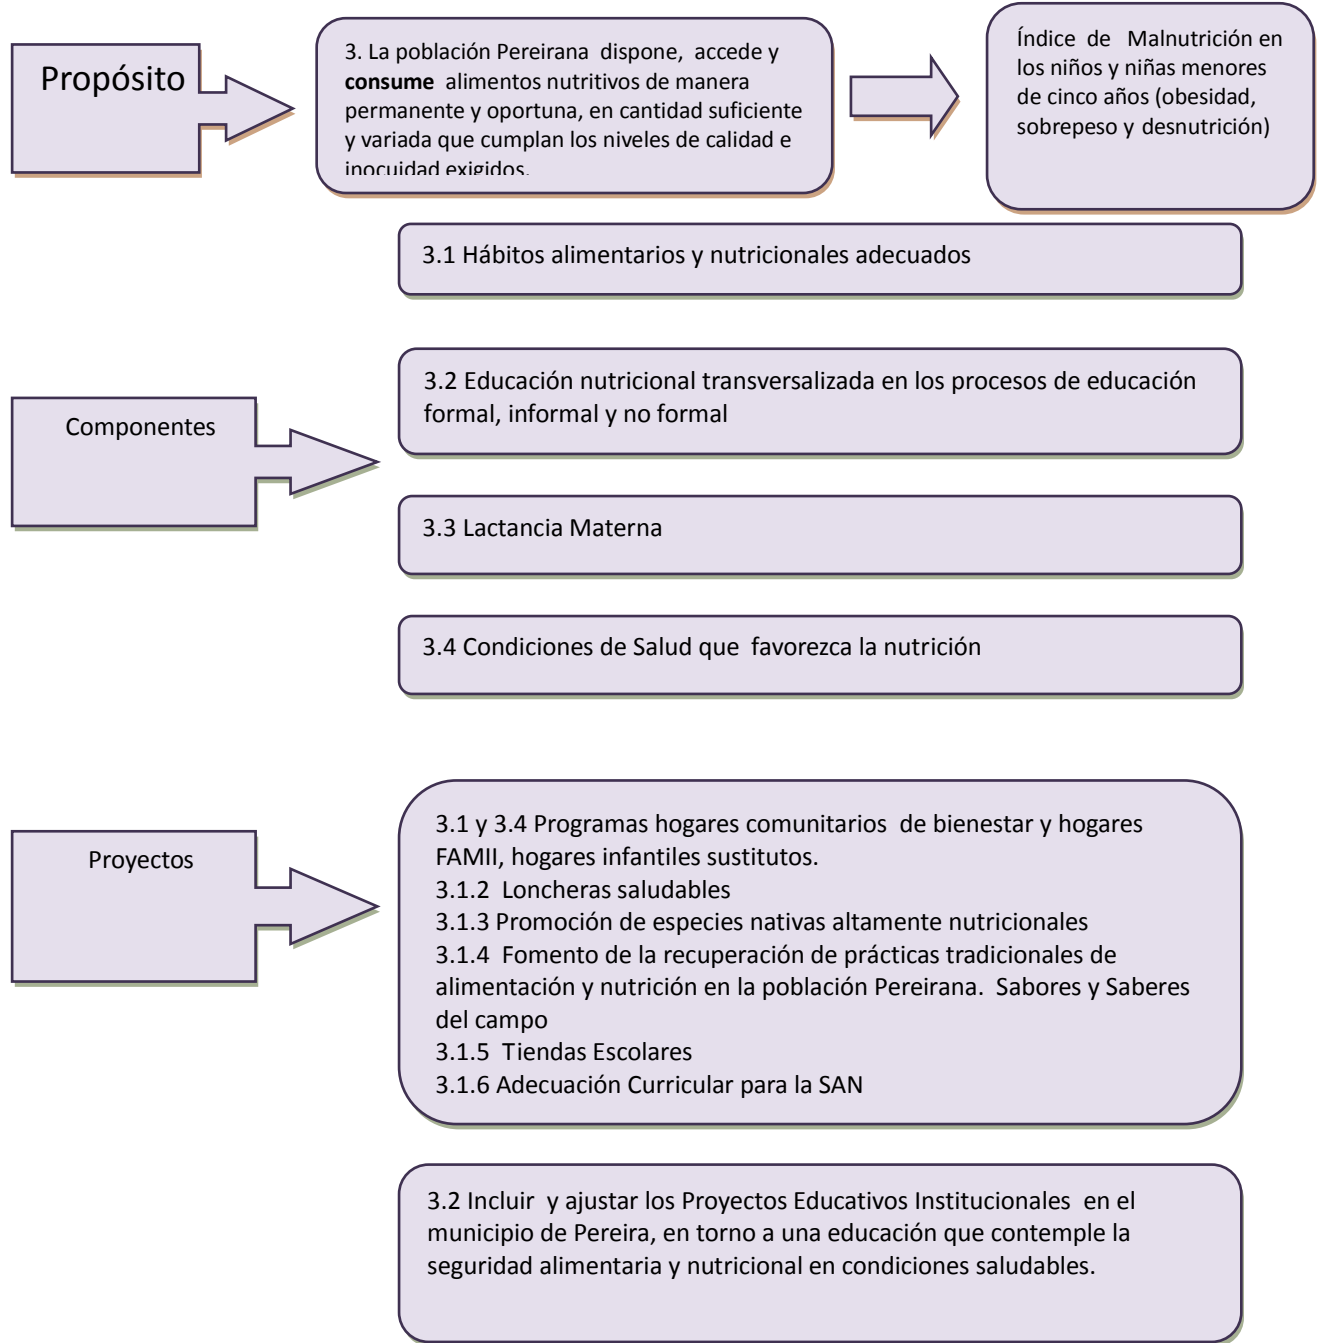 Propósito
3. La población Pereirana dispone, accede y
consume alimentos nutritivos de manera
permanente y oportuna, en cantidad suficiente
y variada que cumplan los niveles de calidad e
inocuidad exigidos.
Índice de Malnutrición en
los niños y niñas menores
de cinco años (obesidad,
sobrepeso y desnutrición)
3.1 Hábitos alimentarios y nutricionales adecuados
Componentes
3.2 Educación nutricional transversalizada en los procesos de educación
formal, informal y no formal
3.3 Lactancia Materna
3.4 Condiciones de Salud que favorezca la nutrición
Proyectos
3.1 y 3.4 Programas hogares comunitarios de bienestar y hogares
FAMII, hogares infantiles sustitutos.
3.1.2 Loncheras saludables
3.1.3 Promoción de especies nativas altamente nutricionales
3.1.4 Fomento de la recuperación de prácticas tradicionales de
alimentación y nutrición en la población Pereirana. Sabores y Saberes
del campo
3.1.5 Tiendas Escolares
3.1.6 Adecuación Curricular para la SAN
3.2 Incluir y ajustar los Proyectos Educativos Institucionales en el
municipio de Pereira, en torno a una educación que contemple la
seguridad alimentaria y nutricional en condiciones saludables.